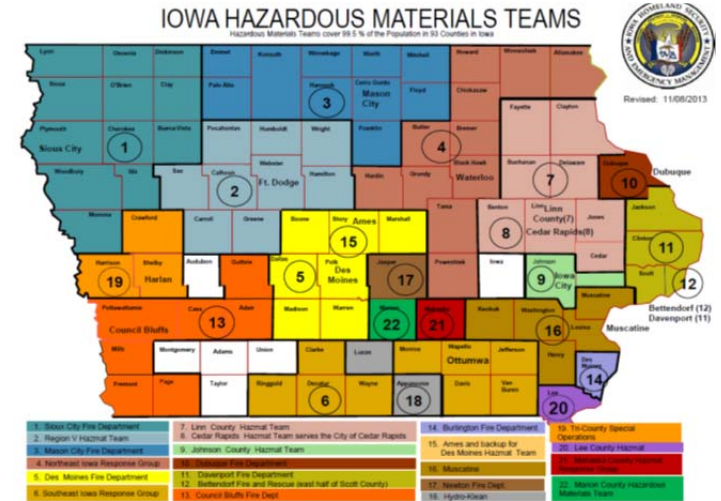 IOWA HAZARDOUS MATERIALS TEAMS
Hazardous Materials Teams cover 99.5 % of the Population in 93 Counties in Iowa
IOWA HOMELAND SECURITY
AND EMERGENCY MANAGEMENT
Revised: 11/08/2013
Lyon Osceola Dickinson Emmet Kossuth Winnebago Worth Mitchell Howard Winneshiek Allamakee
Sioux O'Brien Clay Palo Alto Hancock Cerro Gordo Floyd Chickasaw
3 Mason City
Fayette Clayton
Plymouth Cherokee Buena Vista Pocahontas Humboldt Wright Franklin Butler Bremer
Sioux City 1 4
Woodbury Ida Sac Calhoun Webster Hamilton Hardin Grundy Black Hawk Buchanan Delaware Dubuque
2 Ft. Dodge Waterloo 7 10 Dubuque
Monona Crawford Carroll Greene Boone Story Marshall Tama Benton Linn Jones Jackson
Ames Linn County(7)
15 8 Cedar Rapids(8) Clinton 11
Harrison Shelby Audubon Guthrie Dallas Polk Jasper Poweshiek Iowa Johnson Cedar Scott
19 Harlan 5 Des Moines 17 9 Iowa City 12
Bettendorf (12)
Davenport (11)
Pottawattamie Cass Adair Madison Warren Marion Keokuk Washington Muscatine
Council Bluffs 13 22 21 16 Louisa Muscatine
Mills Montgomery Adams Union Clarke Lucas Monroe Wapello Jefferson Henry Des Moines
Ottumwa 14
Fremont Page Taylor Ringgold Decatur Wayne Appanoose Davis Van Buren Lee
6 18 20
1. Sioux City Fire Department
2. Region V Hazmat Team
3. Mason City Fire Department
4. Northeast Iowa Response Group
5. Des Moines Fire Department
6. Southeast Iowa Response Group
7. Linn County Hazmat Team
8. Cedar Rapids Hazmat Team serves the City of Cedar Rapids
9. Johnson County Hazmat Team
10. Dubuque Fire Department
11. Davenport Fire Department
12. Bettendorf Fire and Rescue (east half of Scott County)
13. Council Bluffs Fire Dept
14. Burlington Fire Department
15. Ames and backup for
Des Moines Hazmat Team
16. Muscatine
17. Newton Fire Dept.
18. Hydro-Klean
19. Tri-County Special
Operations
20. Lee County Hazmat
Response Group
22. Marion County Hazardous
Materials Team